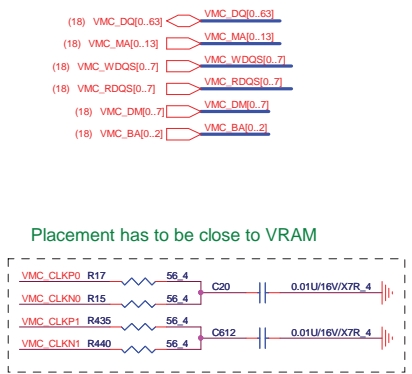 (18) VMC_DQ[0..63] VMC_DQ[0..63]
(18) VMC_MA[0..13] VMC_MA[0..13]
(18) VMC_WDQS[0..7] VMC_WDQS[0..7]
(18) VMC_RDQS[0..7] VMC_RDQS[0..7]
(18) VMC_DM[0..7] VMC_DM[0..7]
(18) VMC_BA[0..2] VMC_BA[0..2]
Placement has to be close to VRAM
VMC_CLKP0 R17 56_4
C20 0.01U/16V/X7R_4
VMC_CLKN0 R15 56_4
VMC_CLKP1 R435 56_4
C612 0.01U/16V/X7R_4
VMC_CLKN1 R440 56_4